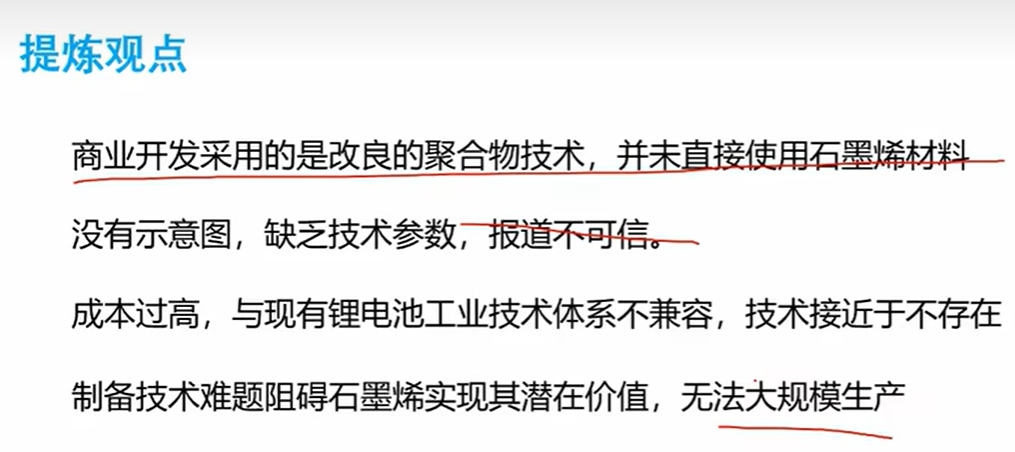 提炼观点
商业开发采用的是改良的聚合物技术，并未直接使用石墨烯材料
没有示意图，缺乏技术参数，报道不可信。
成本过高，与现有锂电池工业技术体系不兼容，技术接近于不存在
制备技术难题阻碍石墨烯实现其潜在价值，无法大规模生产